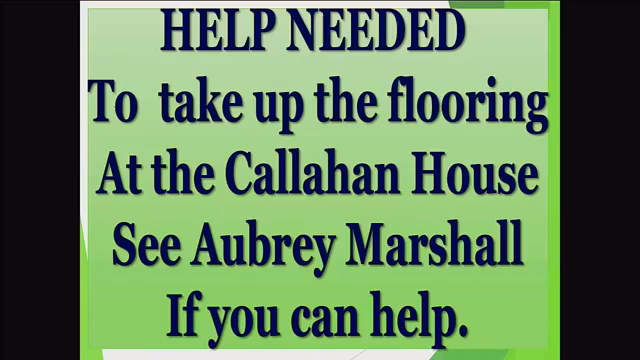 HELP NEEDED
To take up the flooring
At the Callahan House
See Aubrey Marshall
If you can help.